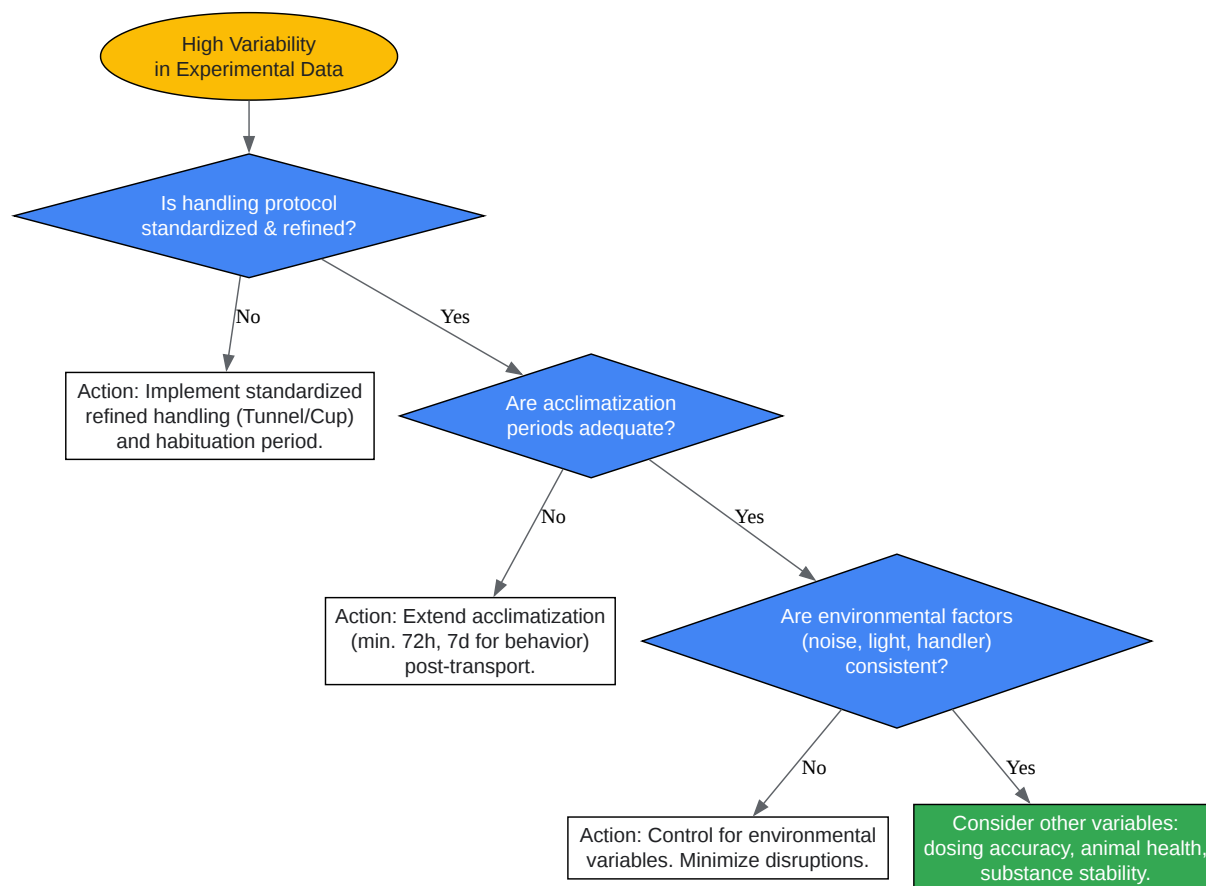 High Variability
in Experimental Data
Is handling protocol
standardized & refined?
No
Yes
Action: Implement standardized
refined handling (Tunnel/Cup)
and habituation period.
Are acclimatization
periods adequate?
No
Yes
Action: Extend acclimatization
(min. 72h, 7d for behavior)
post-transport.
Are environmental factors
(noise, light, handler)
consistent?
No
Yes
Action: Control for environmental
variables. Minimize disruptions.
Consider other variables:
dosing accuracy, animal health,
substance stability.